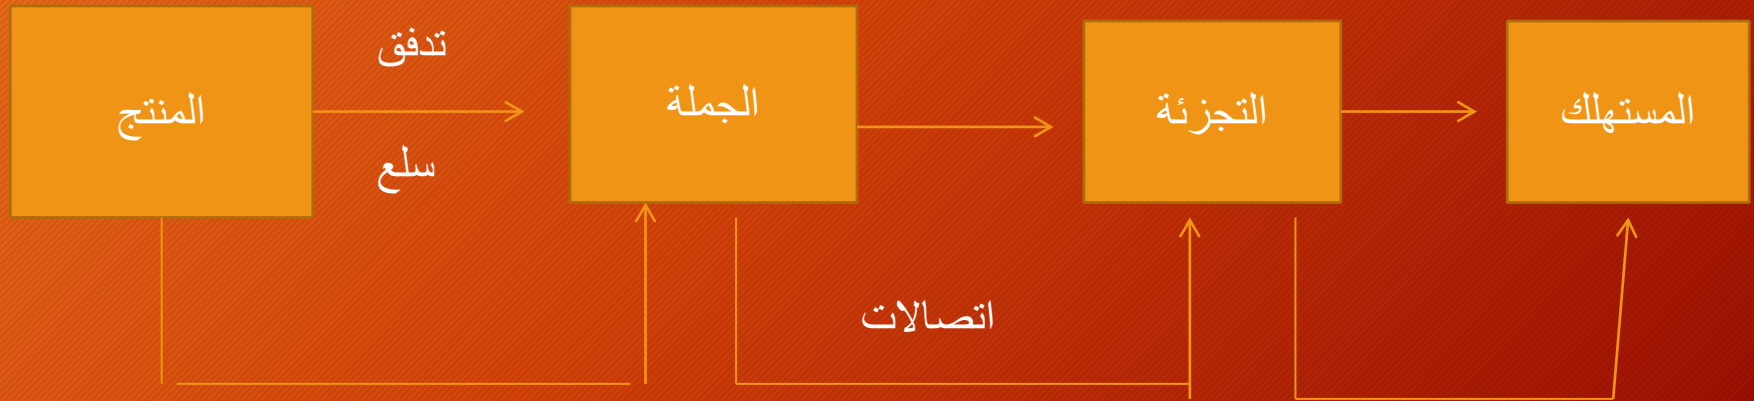 المنتج
تدفق
سلع
الجملة
التجزئة
المستهلك
اتصالات